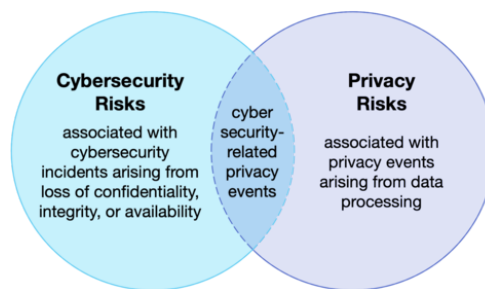 Cybersecurity
Risks
associated with
cybersecurity
incidents arising from
loss of confidentiality,
integrity, or availability
cyber
security-
related
privacy
events
Privacy
Risks
associated with
privacy events
arising from data
processing